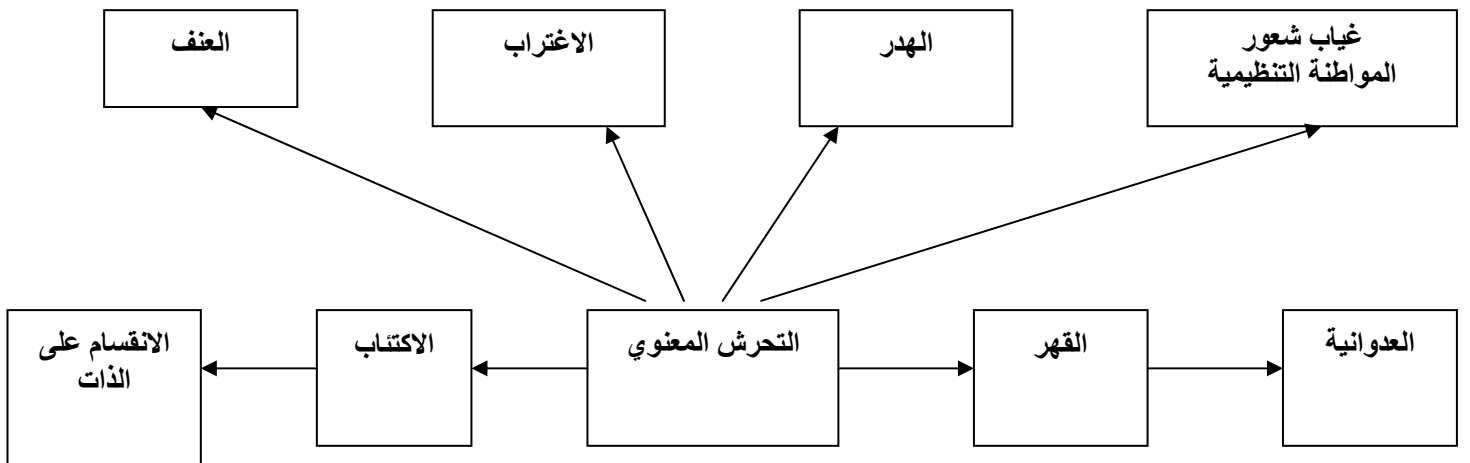 غياب شعور
المواطنة التنظيمية
الهدر
الاغتراب
العنف
العدوانية
القهر
التحرش المعنوي
الاكتئاب
الانقسام على
الذات